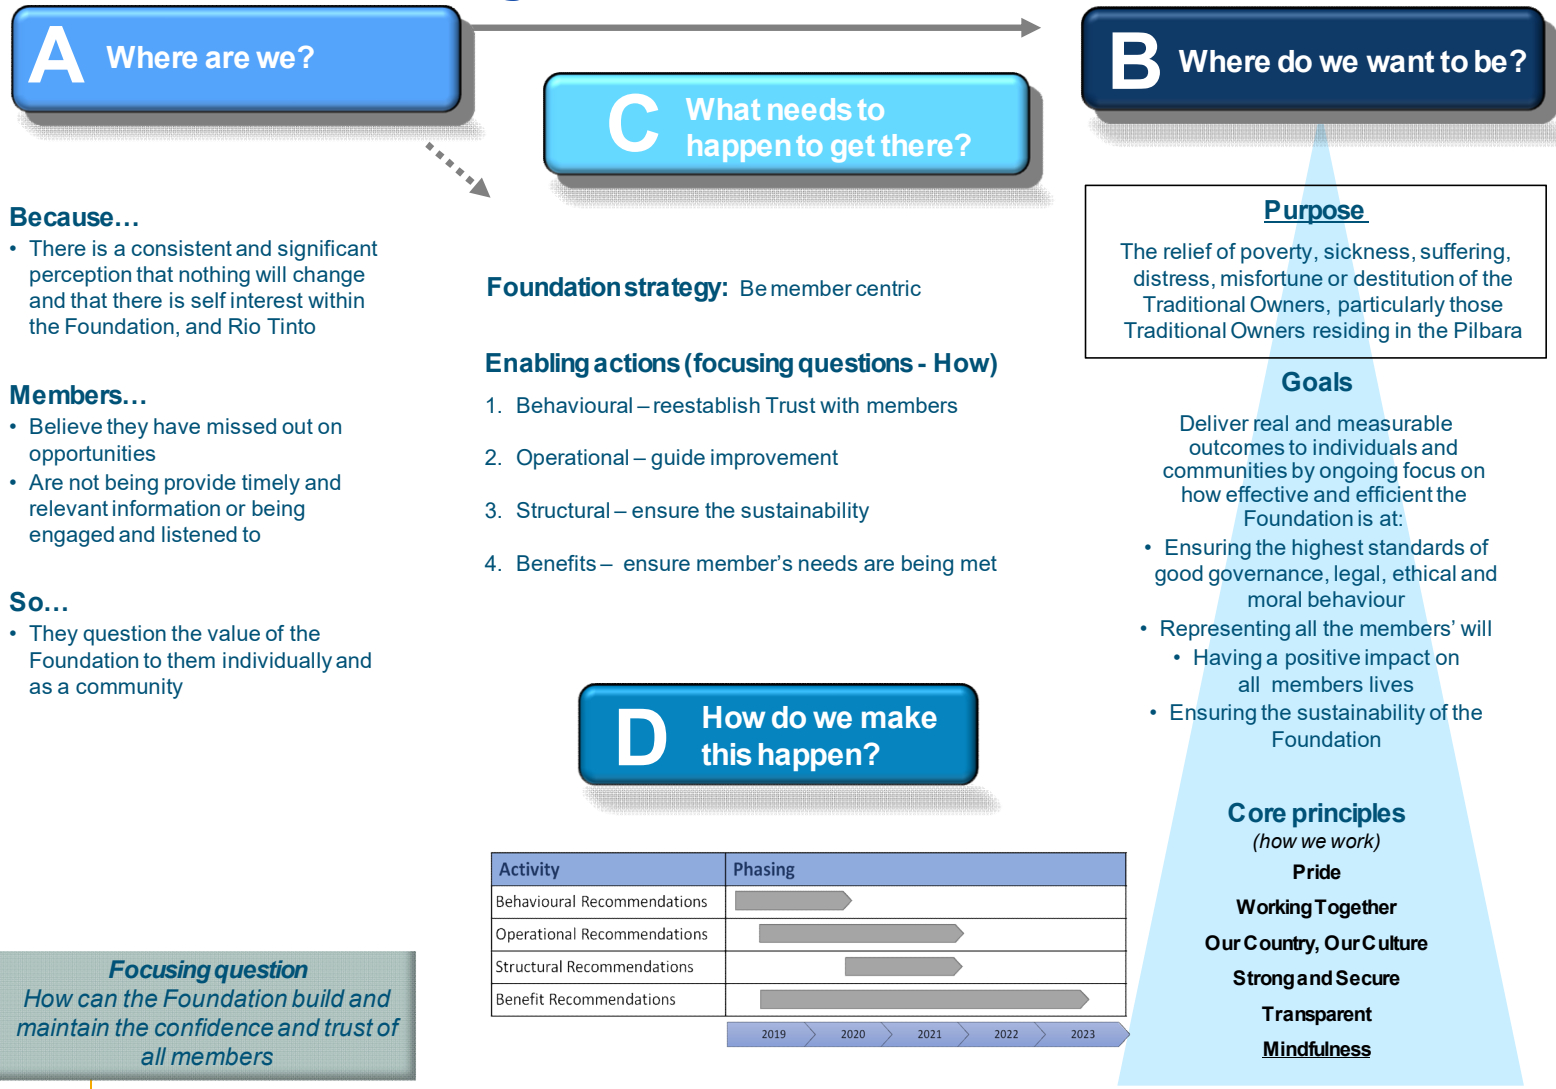 A Where are we?
B Where do we want to be?
C What needs to
happen to get there?
Because…
• There is a consistent and significant
perception that nothing will change
and that there is self interest within
the Foundation, and Rio Tinto
Members…
• Believe they have missed out on
opportunities
• Are not being provide timely and
relevant information or being
engaged and listened to
So…
• They question the value of the
Foundation to them individually and
as a community
Focusing question
How can the Foundation build and
maintain the confidence and trust of
all members
Foundation strategy: Be member centric
Enabling actions (focusing questions - How)
1. Behavioural – reestablish Trust with members
2. Operational – guide improvement
3. Structural – ensure the sustainability
4. Benefits – ensure member’s needs are being met
D How do we make
this happen?
Activity Phasing
Behavioural Recommendations
Operational Recommendations
Structural Recommendations
Benefit Recommendations
2019 2020 2021 2022 2023
Purpose
The relief of poverty, sickness, suffering,
distress, misfortune or destitution of the
Traditional Owners, particularly those
Traditional Owners residing in the Pilbara
Goals
Deliver real and measurable
outcomes to individuals and
communities by ongoing focus on
how effective and efficient the
Foundation is at:
• Ensuring the highest standards of
good governance, legal, ethical and
moral behaviour
• Representing all the members’ will
• Having a positive impact on
all members lives
• Ensuring the sustainability of the
Foundation
Core principles
(how we work)
Pride
Working Together
Our Country, Our Culture
Strong and Secure
Transparent
Mindfulness